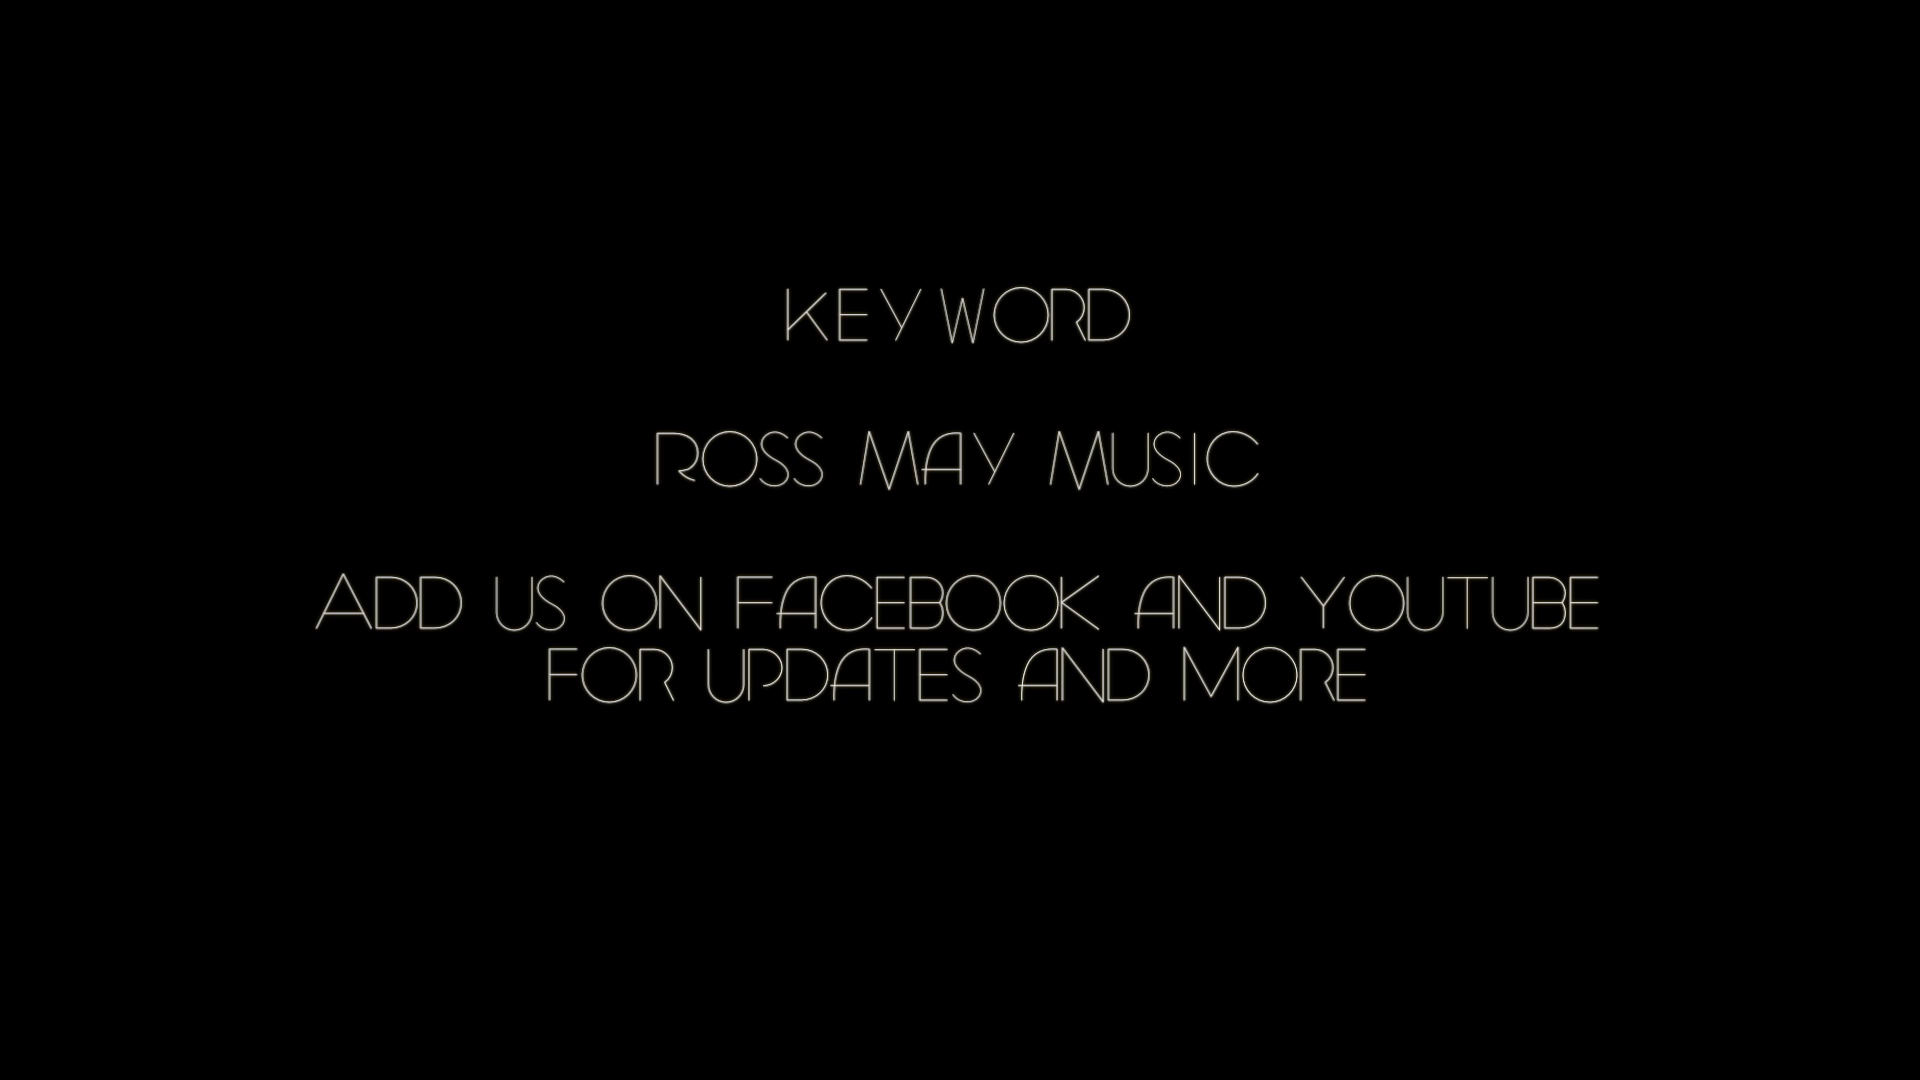 KEY WORD
ROSS MAY MUSIC
ADD US ON FACEBOOK AND YOUTUBE
FOR UPDATES AND MORE